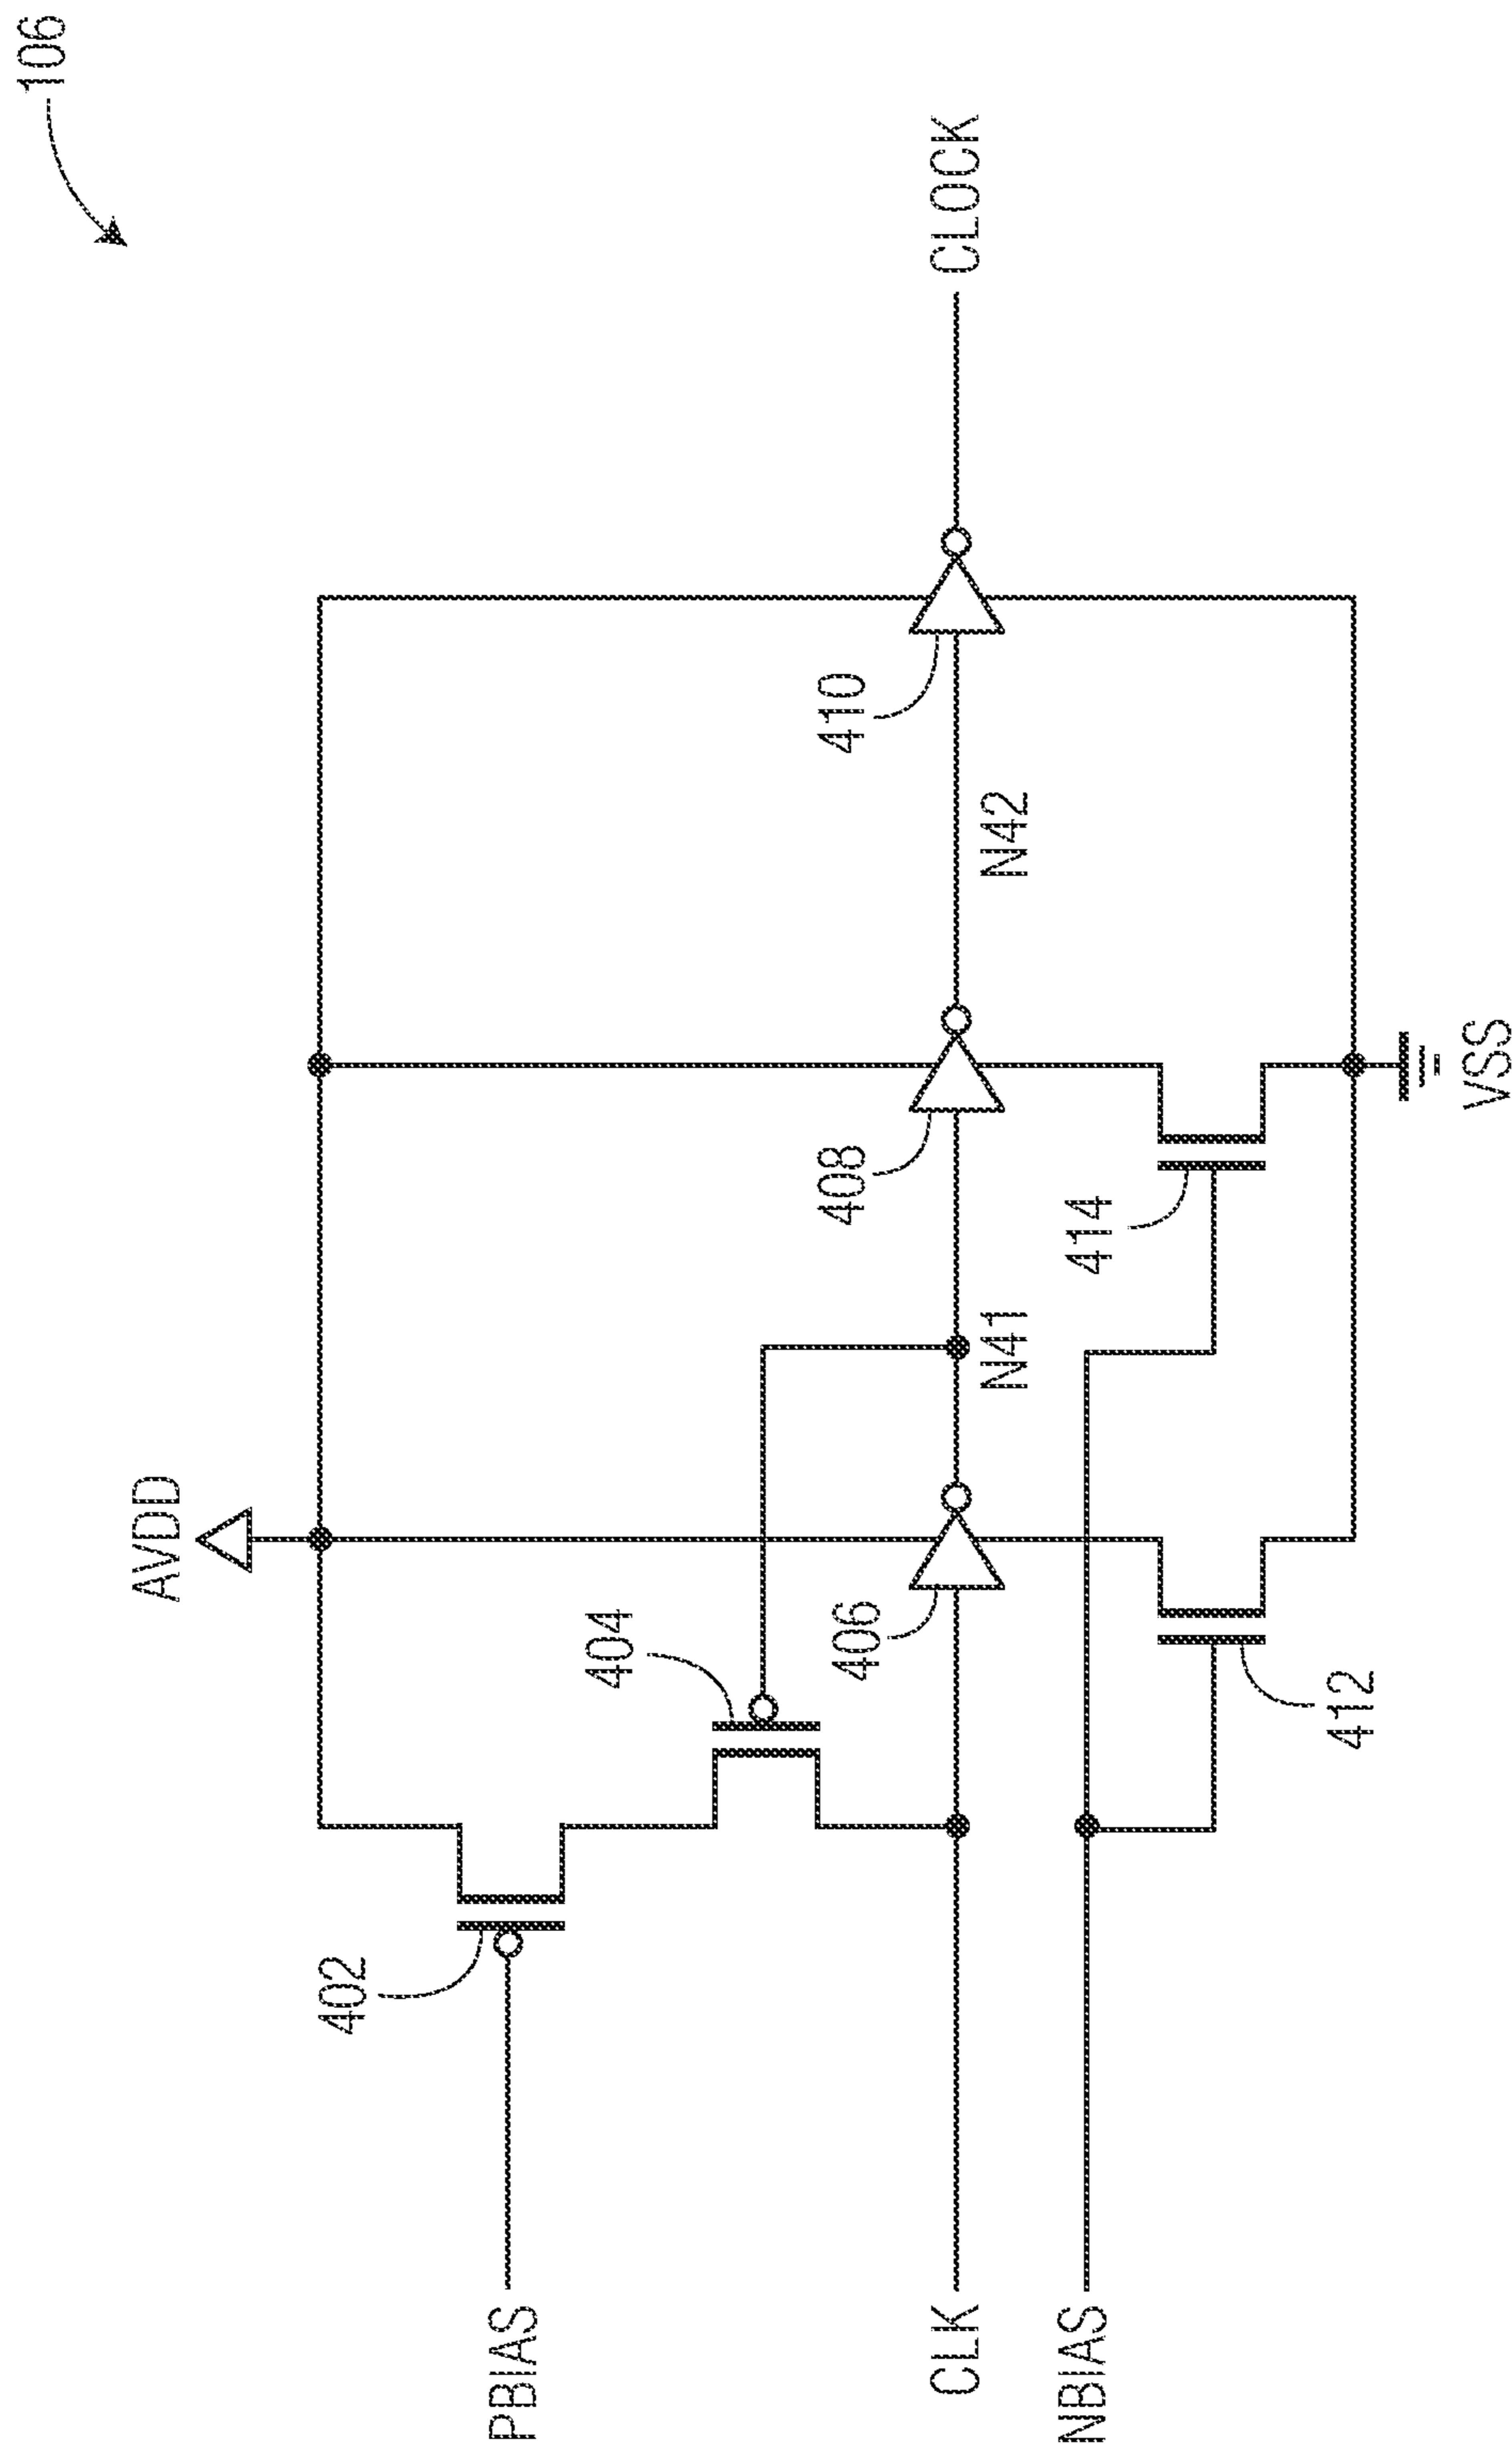 106
AVDD
402
404
PBIAS
406
408
410
CLOCK
CLK
N41
N42
NBIAS
414
412
VSS